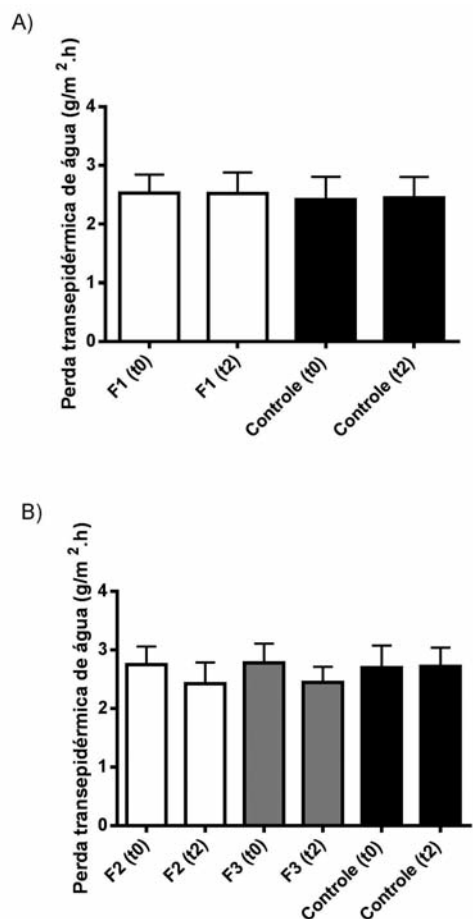 A)
Perda transepidérmica de água (g/m².h)
4
3
2
1
0
F1 (t0)
F1 (t2)
Controle (t0)
Controle (t2)
B)
Perda transepidérmica de água (g/m².h)
4
3
2
1
0
F2 (t0)
F2 (t2)
F3 (t0)
F3 (t2)
Controle (t0)
Controle (t2)